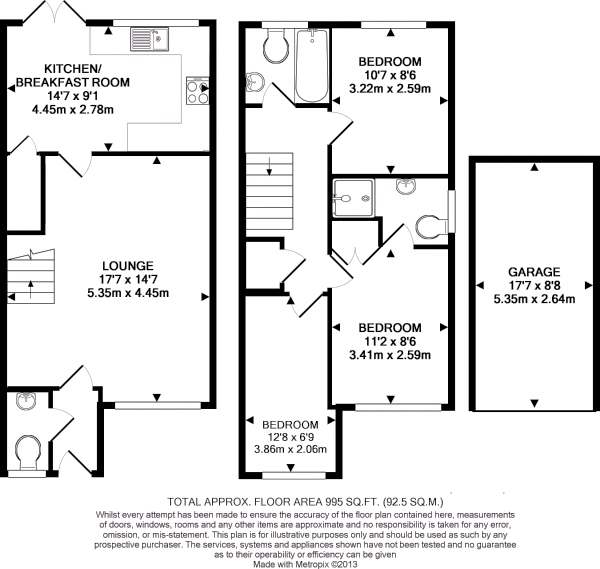 KITCHEN/
BREAKFAST ROOM
14'7 x 9'1
4.45m x 2.78m
LOUNGE
17'7 x 14'7
5.35m x 4.45m
BEDROOM
10'7 x 8'6
3.22m x 2.59m
BEDROOM
11'2 x 8'6
3.41m x 2.59m
BEDROOM
12'8 x 6'9
3.86m x 2.06m
GARAGE
17'7 x 8'8
5.35m x 2.64m
TOTAL APPROX. FLOOR AREA 995 SQ.FT. (92.5 SQ.M.)
Whilst every attempt has been made to ensure the accuracy of the floor plan contained here, measurements
of doors, windows, rooms and any other items are approximate and no responsibility is taken for any error,
omission, or mis-statement. This plan is for illustrative purposes only and should be used as such by any
prospective purchaser. The services, systems and appliances shown have not been tested and no guarantee
as to their operability or efficiency can be given
Made with Metropix ©2013